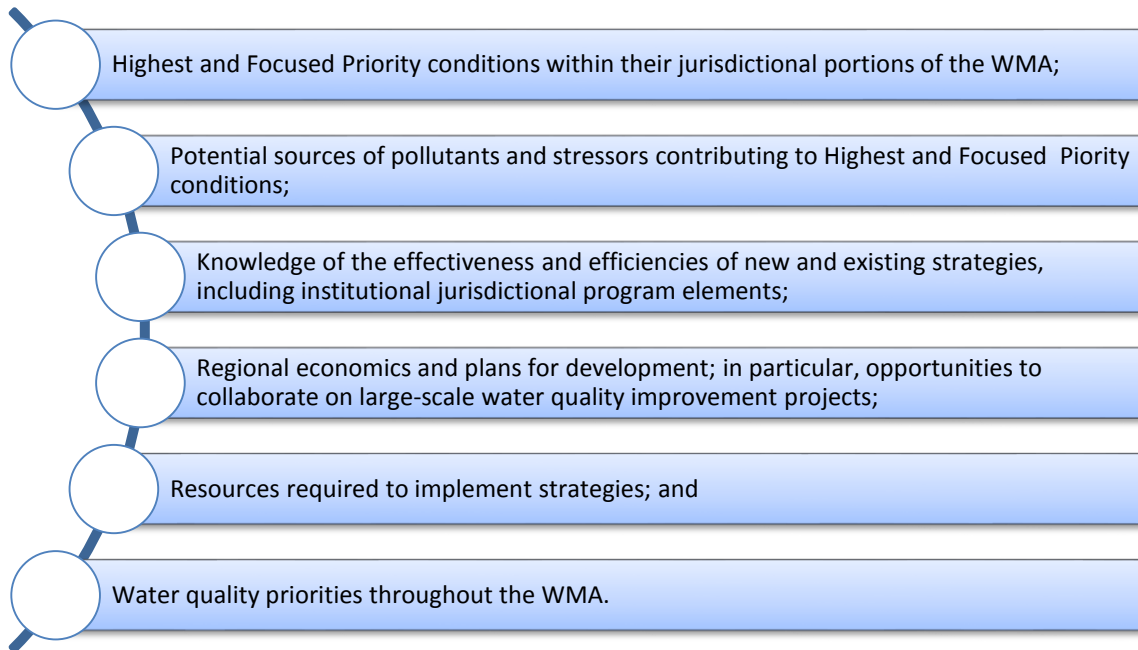 Highest and Focused Priority conditions within their jurisdictional portions of the WMA;
Potential sources of pollutants and stressors contributing to Highest and Focused  Piority
conditions;
Knowledge of the effectiveness and efficiencies of new and existing strategies,
including institutional jurisdictional program elements;
Regional economics and plans for development; in particular, opportunities to
collaborate on large-scale water quality improvement projects;
Resources required to implement strategies; and
Water quality priorities throughout the WMA.